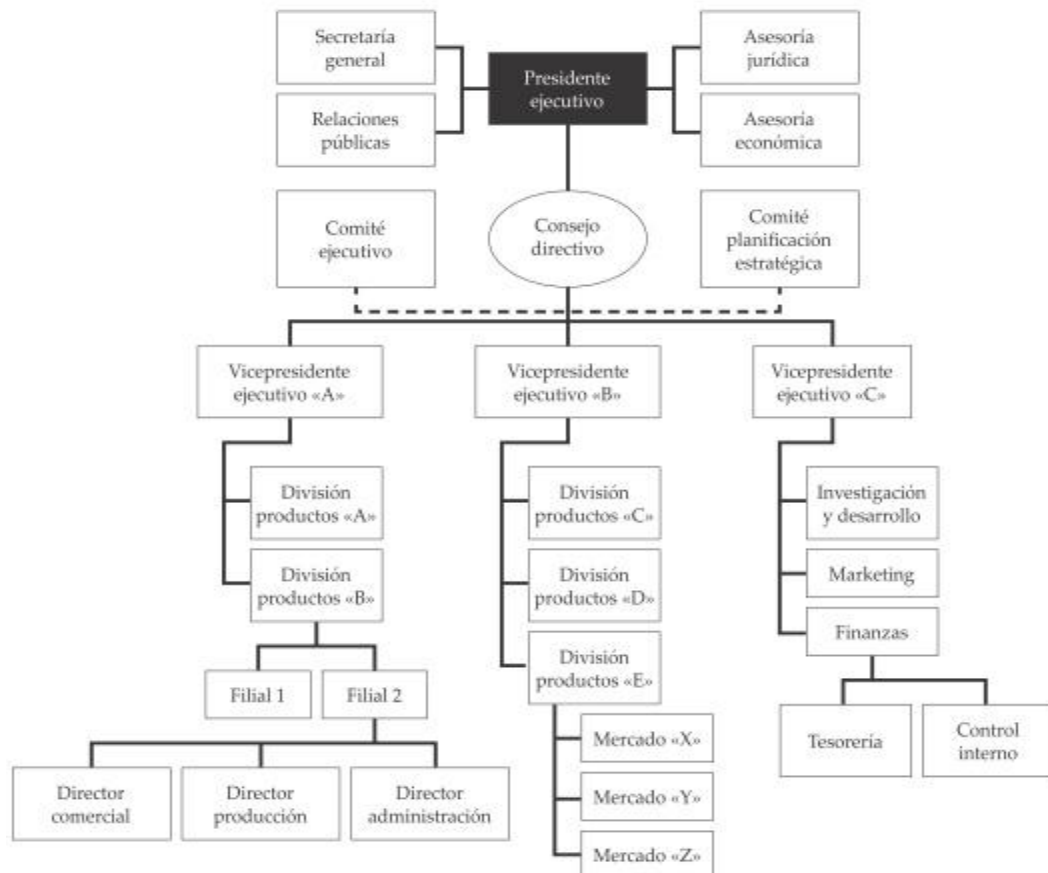 Secretaría
general
Presidente
ejecutivo
Asesoría
jurídica
Relaciones
públicas
Asesoría
económica
Comité
ejecutivo
Consejo
directivo
Comité
planificación
estratégica
Vicepresidente
ejecutivo «A»
Vicepresidente
ejecutivo «B»
Vicepresidente
ejecutivo «C»
División
productos «A»
División
productos «B»
Filial 1
Filial 2
Director
comercial
Director
producción
Director
administración
División
productos «C»
División
productos «D»
División
productos «E»
Mercado «X»
Mercado «Y»
Mercado «Z»
Investigación
y desarrollo
Marketing
Finanzas
Tesorería
Control
interno